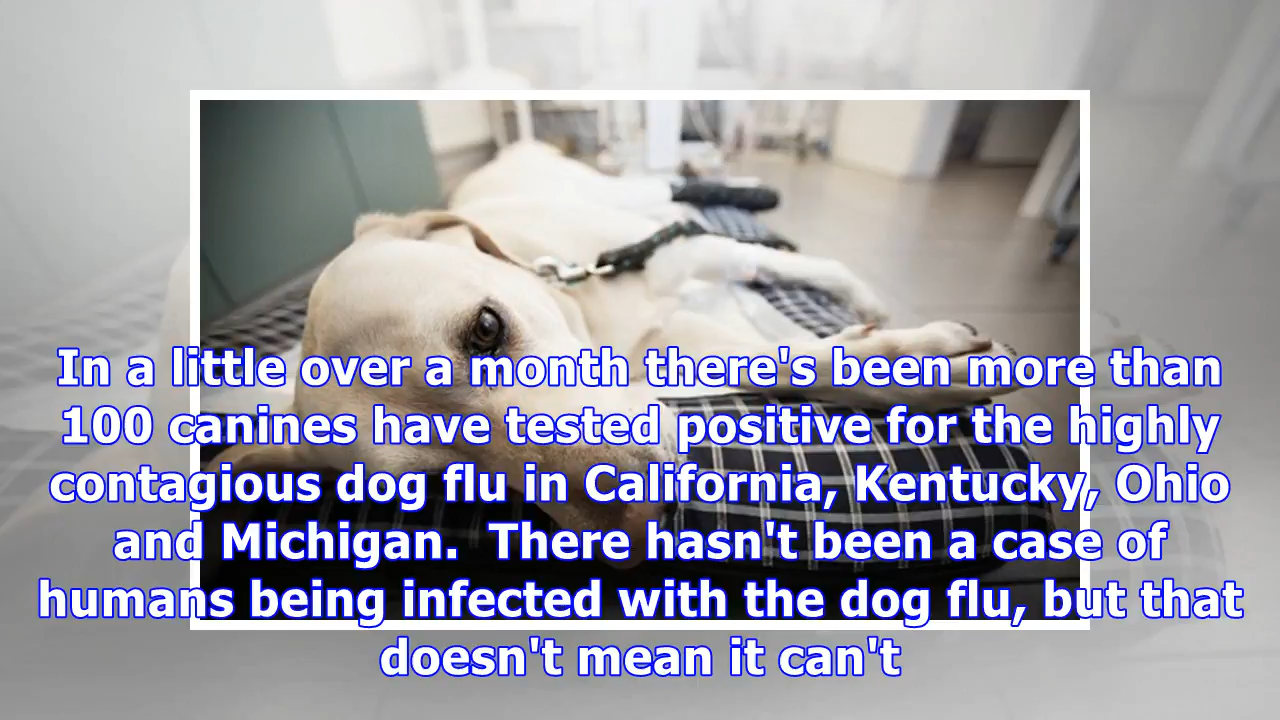 In a little over a month there's been more than
100 canines have tested positive for the highly
contagious dog flu in California, Kentucky, Ohio
and Michigan.  There hasn't been a case of
humans being infected with the dog flu, but that
doesn't mean it can't